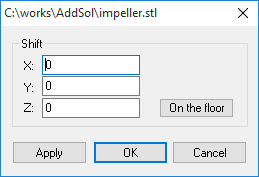 C:\works\AddSol\impeller.stl
Shift
X: 0
Y: 0
Z: 0
On the floor
Apply
OK
Cancel